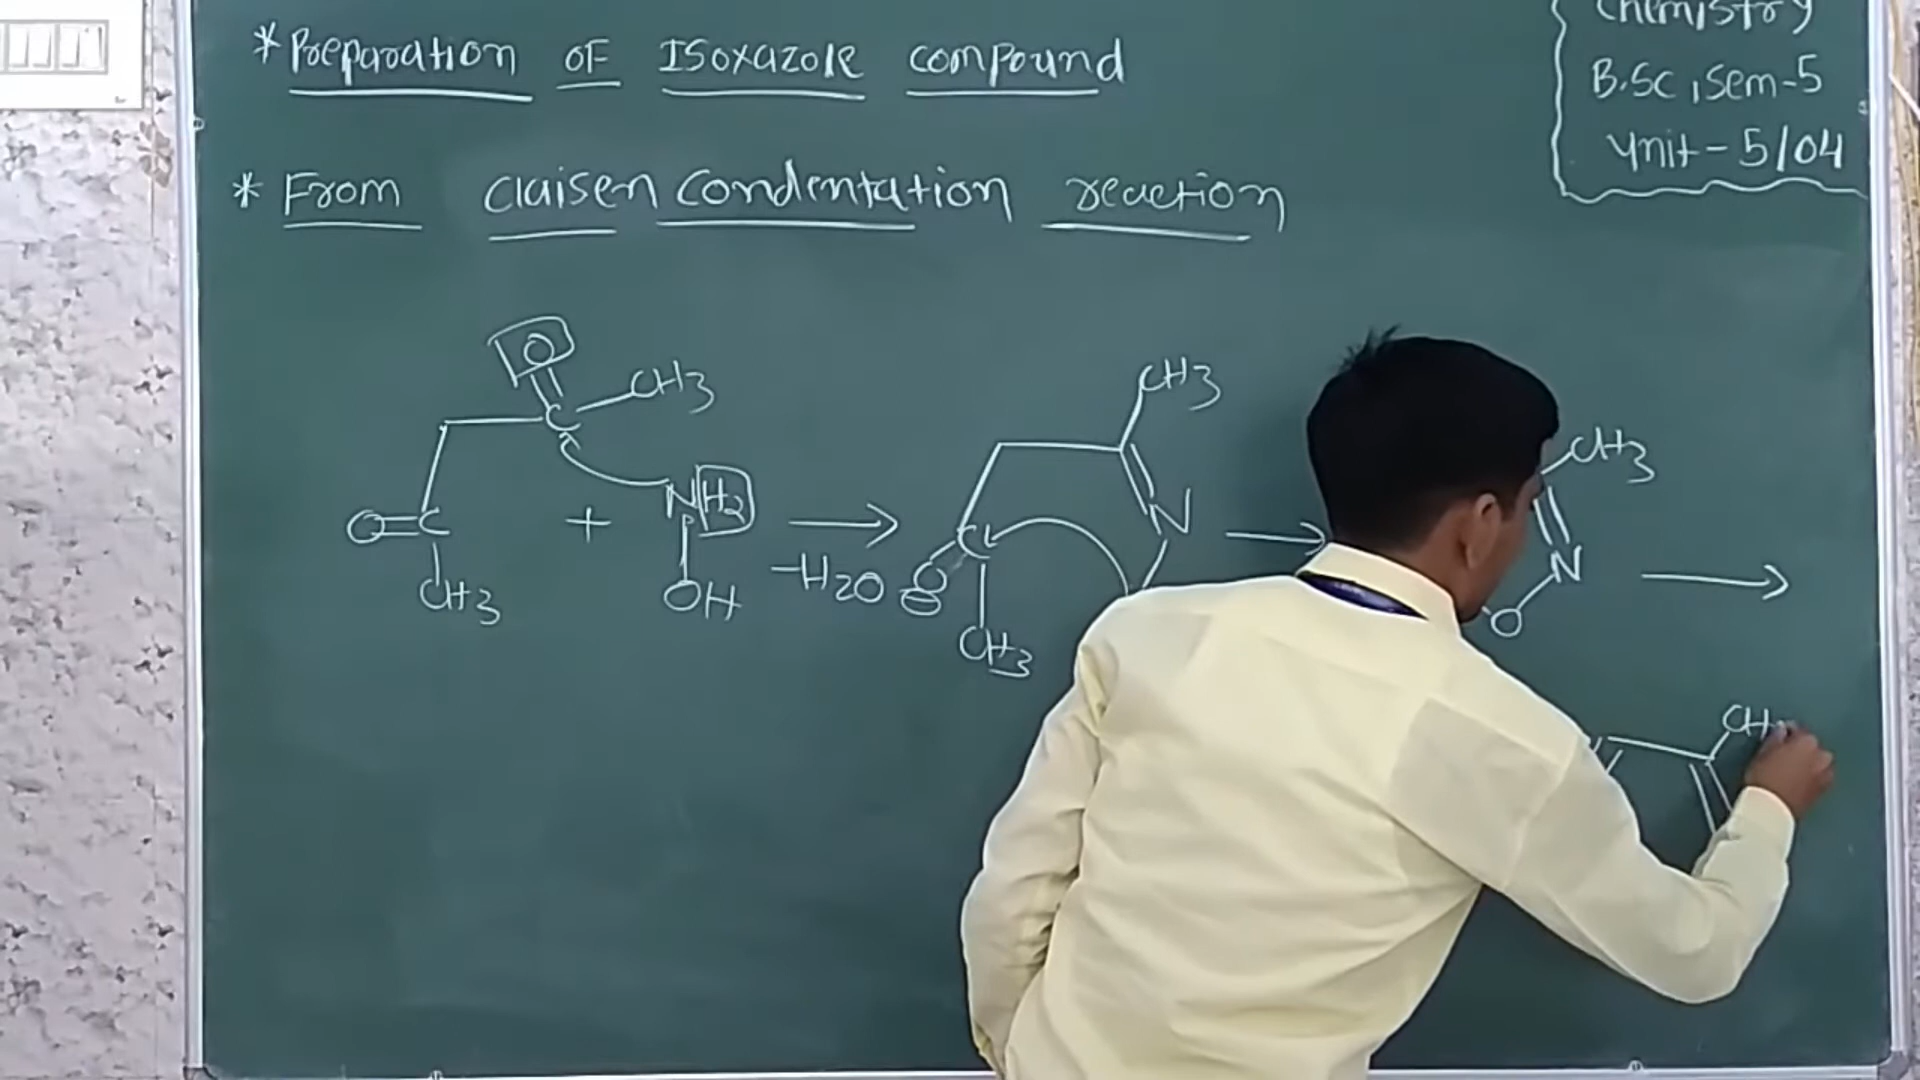 Chemistry
B.Sc, Sem-5
Unit - 5/04
* Preparation of Isoxazole compound
* From claisen condentation reaction
O
C CH3
O=C + NH2 OH
CH3
-H2O
CH3
N
C
O
CH3
CH3
N
O
CH